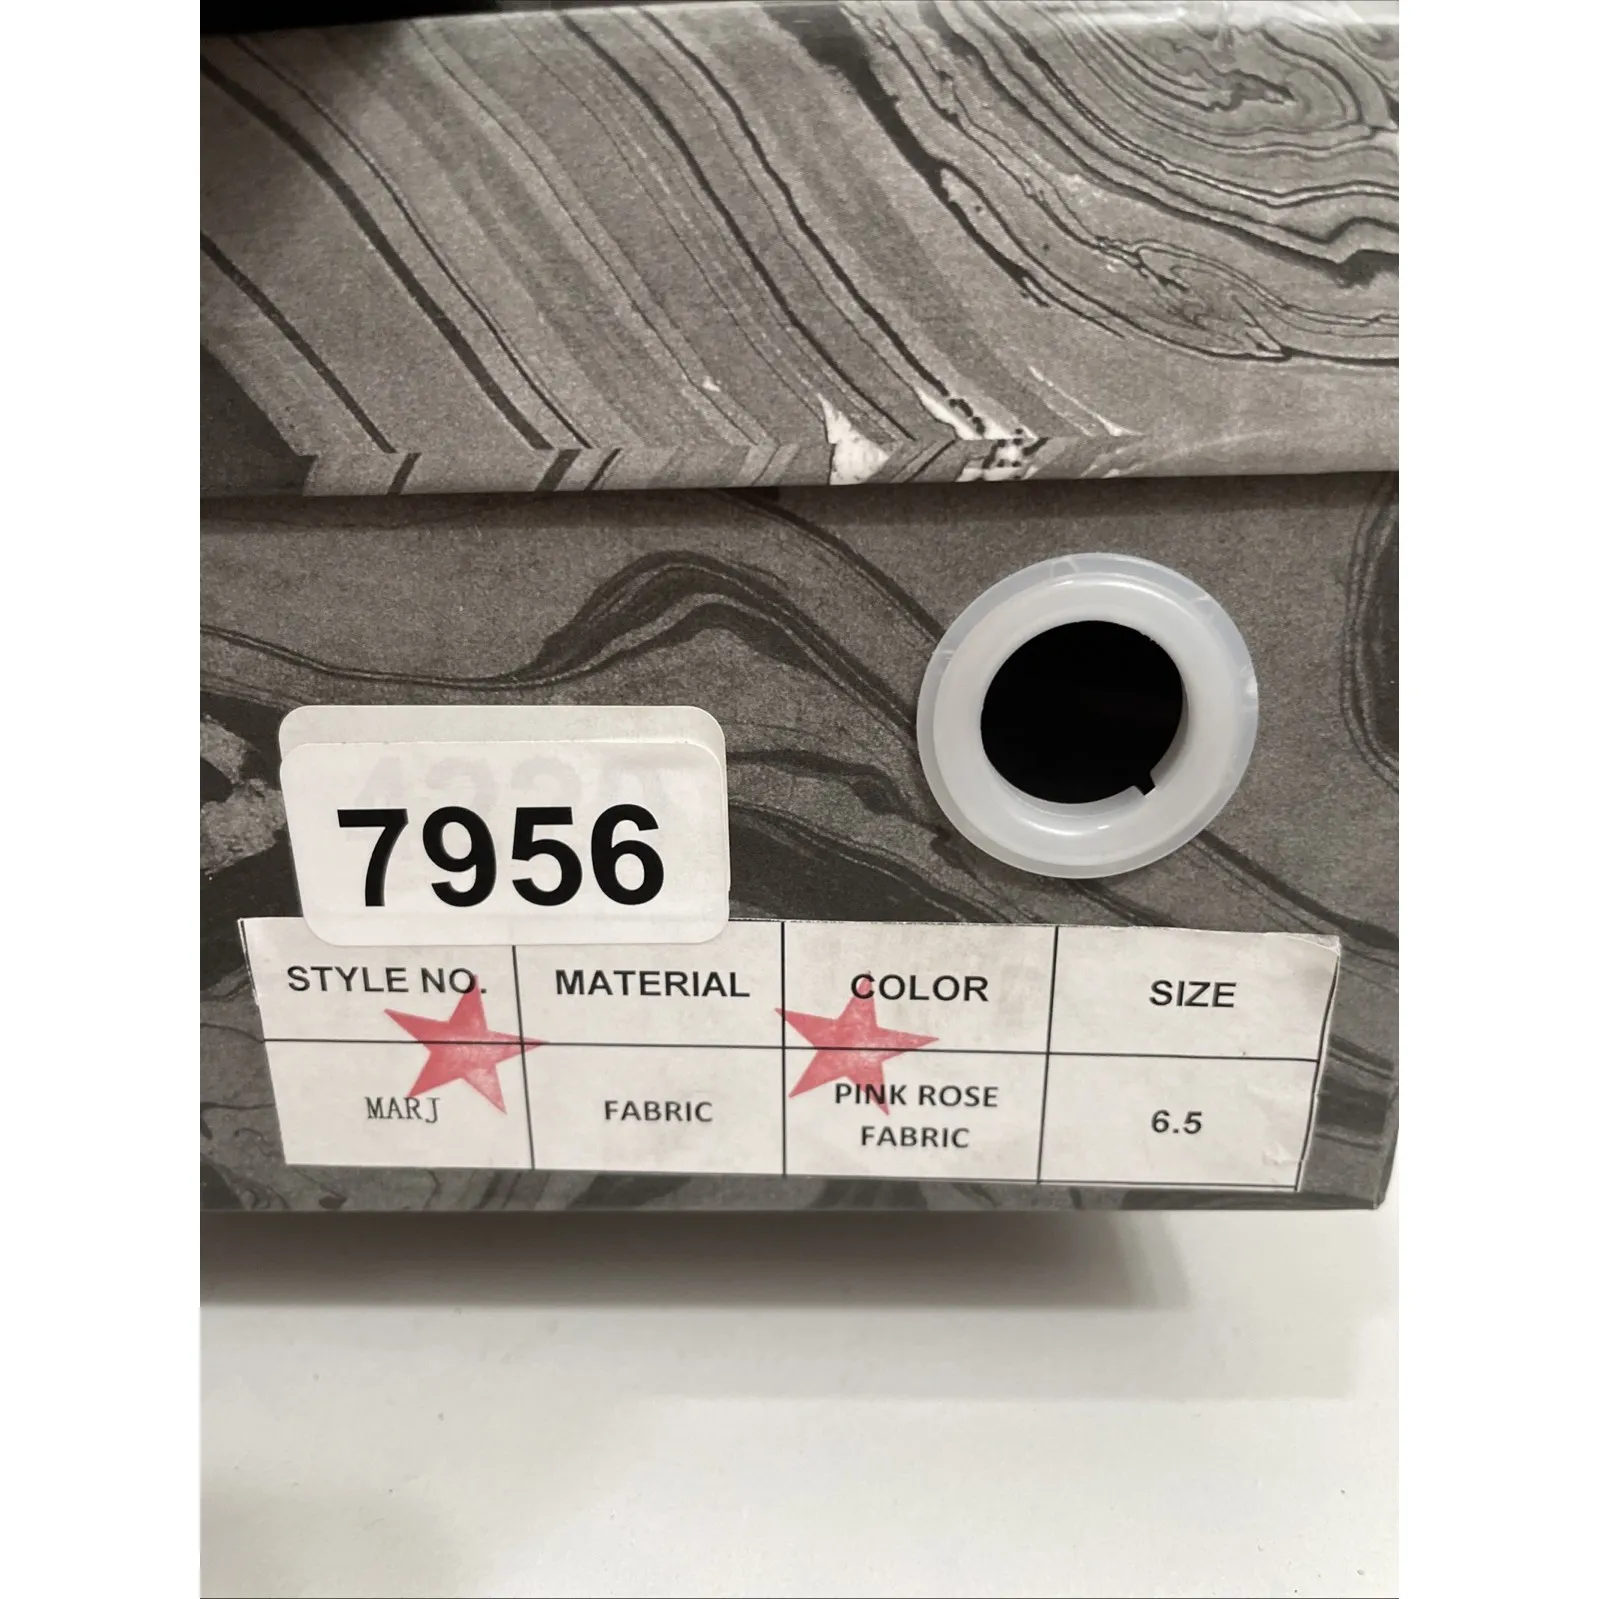 7956
STYLE NO. MATERIAL COLOR SIZE
MARJ FABRIC PINK ROSE FABRIC 6.5